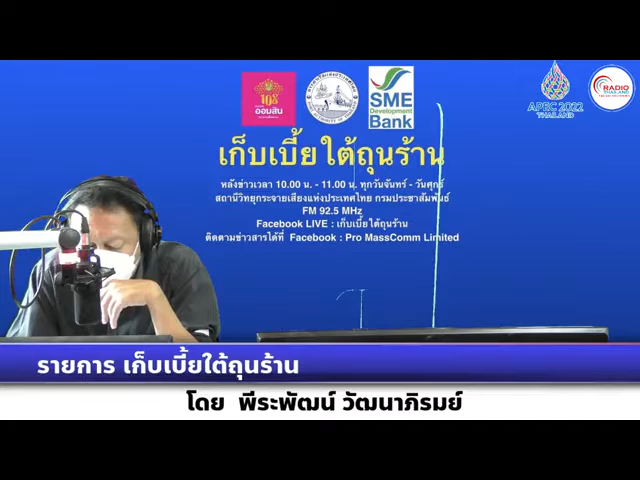 108
ออมสิน
SME
Development
Bank
APEC 2022
THAILAND
RADIO
THAILAND
เก็บเบี้ยใต้ถุนร้าน
หลังข่าวเวลา 10.00 น. - 11.00 น. ทุกวันจันทร์ - วันศุกร์
สถานีวิทยุกระจายเสียงแห่งประเทศไทย กรมประชาสัมพันธ์
FM 92.5 MHz
Facebook LIVE : เก็บเบี้ยใต้ถุนร้าน
ติดตามข่าวสารได้ที่ Facebook : Pro MassComm Limited
รายการ เก็บเบี้ยใต้ถุนร้าน
โดย พีระพัฒน์ วัฒนาภิรมย์